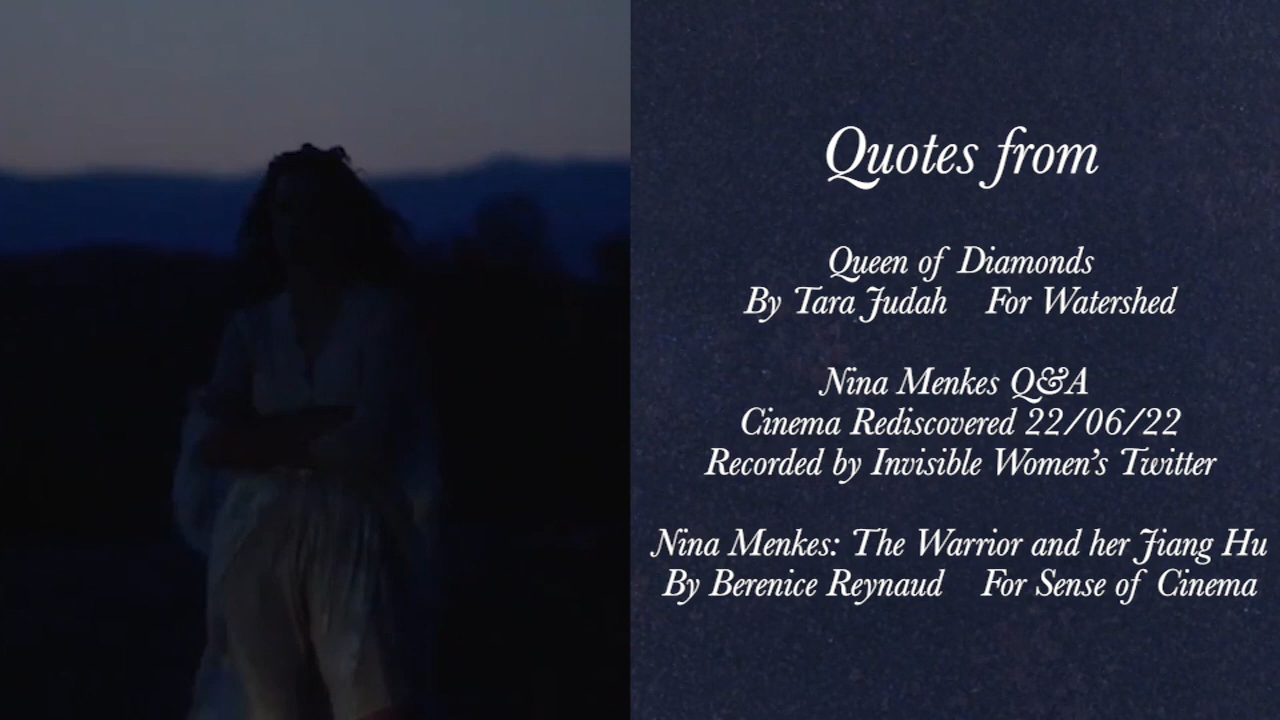 Quotes from
Queen of Diamonds
By Tara Judah For Watershed
Nina Menkes Q&A
Cinema Rediscovered 22/06/22
Recorded by Invisible Women's Twitter
Nina Menkes: The Warrior and her Jiang Hu
By Berenice Reynaud For Sense of Cinema